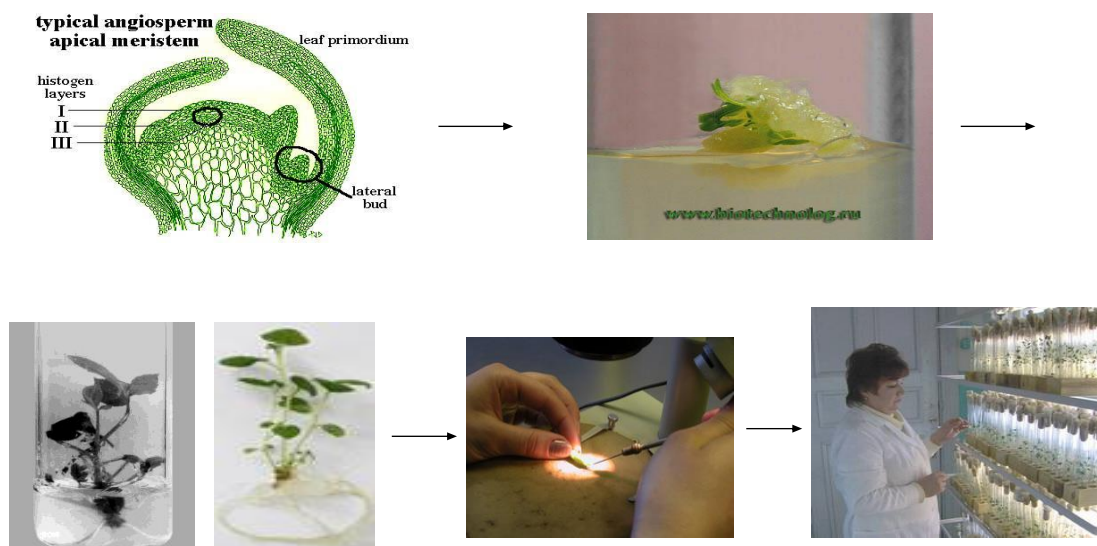 typical angiosperm
apical meristem
leaf primordium
histogen
layers
I
II
III
lateral
bud
www.biotechnolog.ru